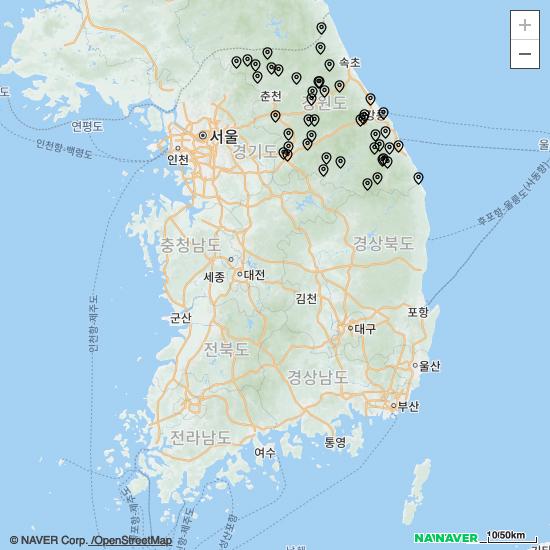 +
−
속초
춘천
강원도
강릉
연평도
서울
인천항-백령도
인천
경기도
울
후포항-울릉도(사동항)
충청남도
경상북도
세종
대전
인천항-제주도
김천
군산
포항
전북도
대구
경상남도
울산
부산
전라남도
여수
통영
© NAVER Corp. /OpenStreetMap
NAVER
10/50km